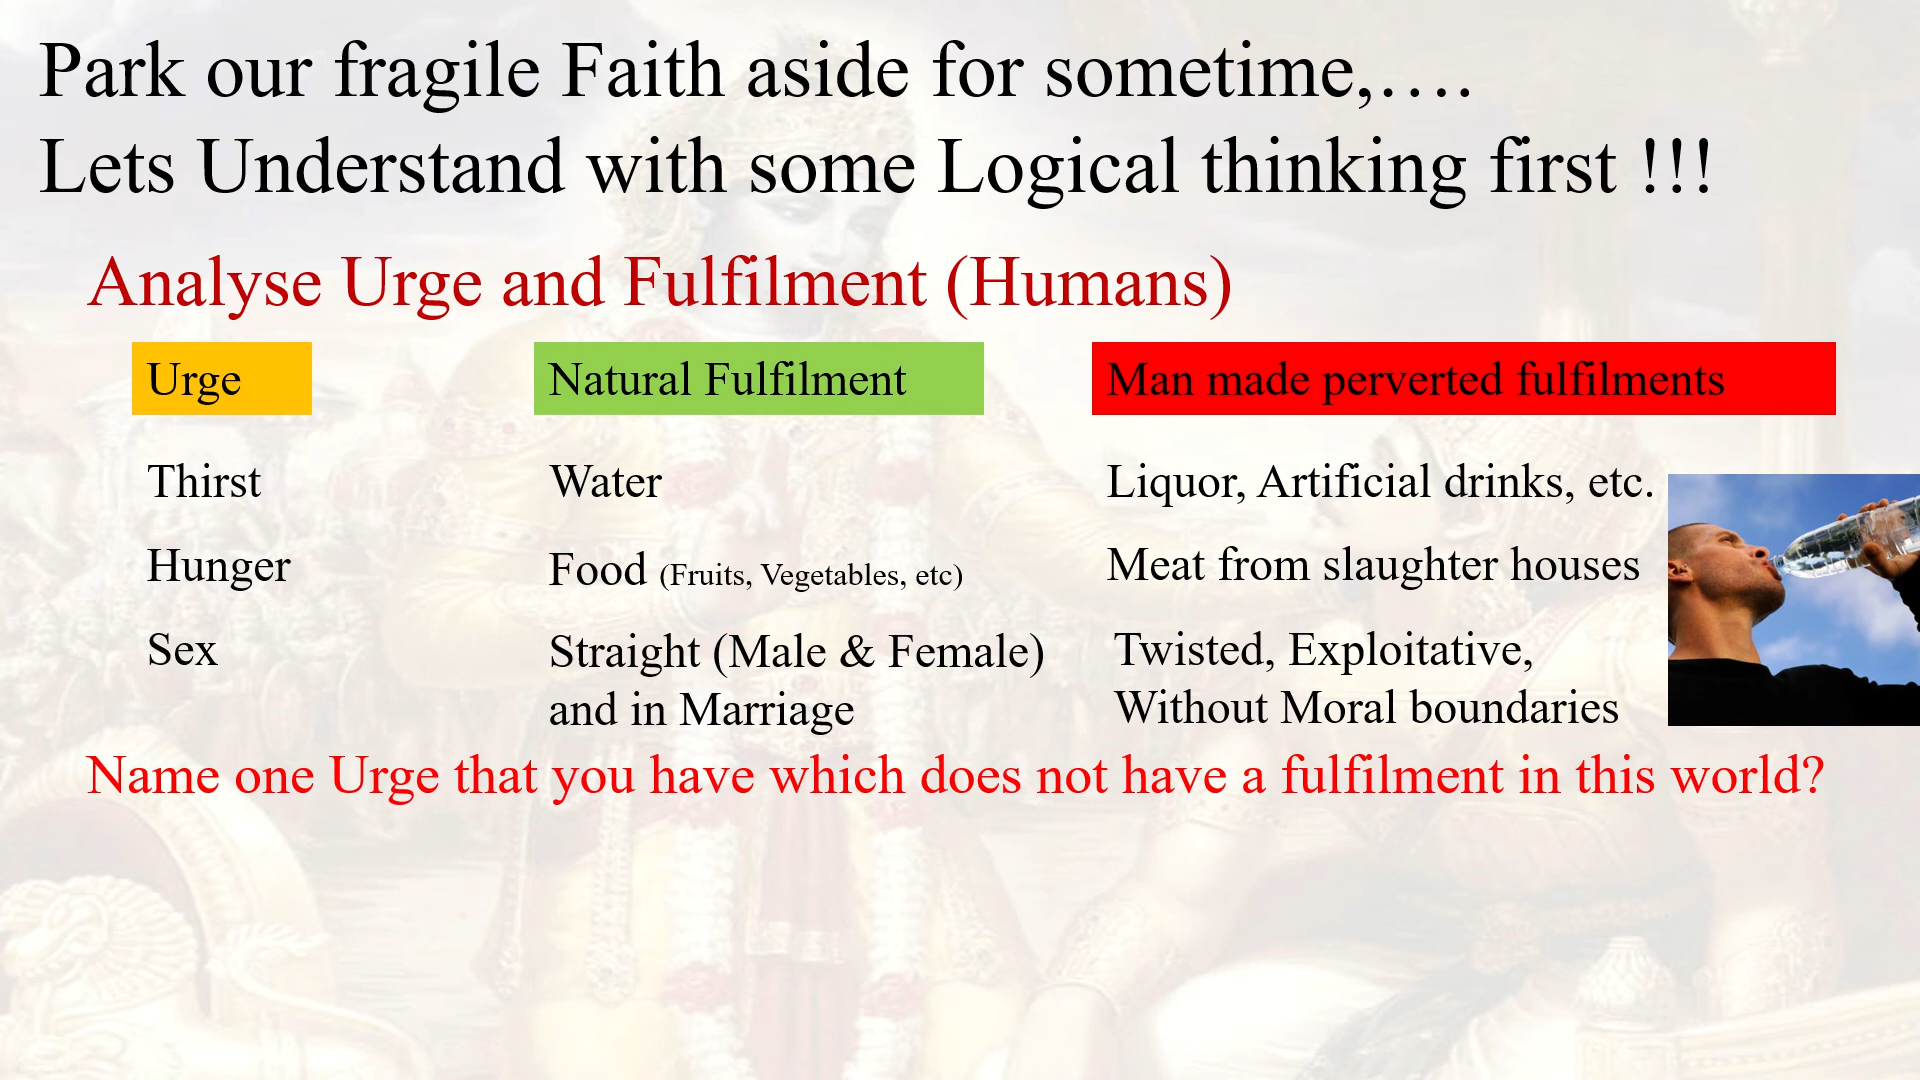 Park our fragile Faith aside for sometime,….
Lets Understand with some Logical thinking first !!!
Analyse Urge and Fulfilment (Humans)
Urge
Natural Fulfilment
Man made perverted fulfilments
Thirst
Water
Liquor, Artificial drinks, etc.
Hunger
Food (Fruits, Vegetables, etc)
Meat from slaughter houses
Sex
Straight (Male & Female)
and in Marriage
Twisted, Exploitative,
Without Moral boundaries
Name one Urge that you have which does not have a fulfilment in this world?